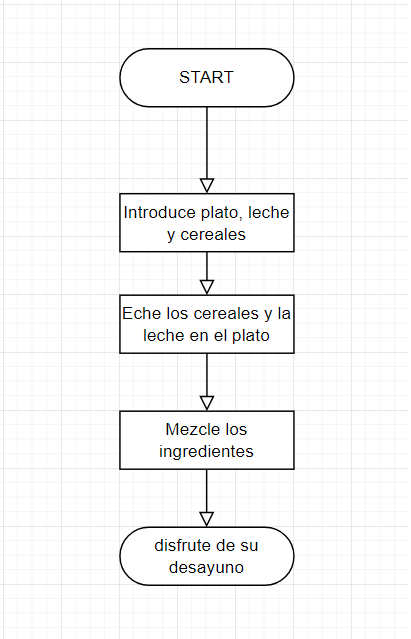 START
Introduce plato, leche
y cereales
Eche los cereales y la
leche en el plato
Mezcle los
ingredientes
disfrute de su
desayuno